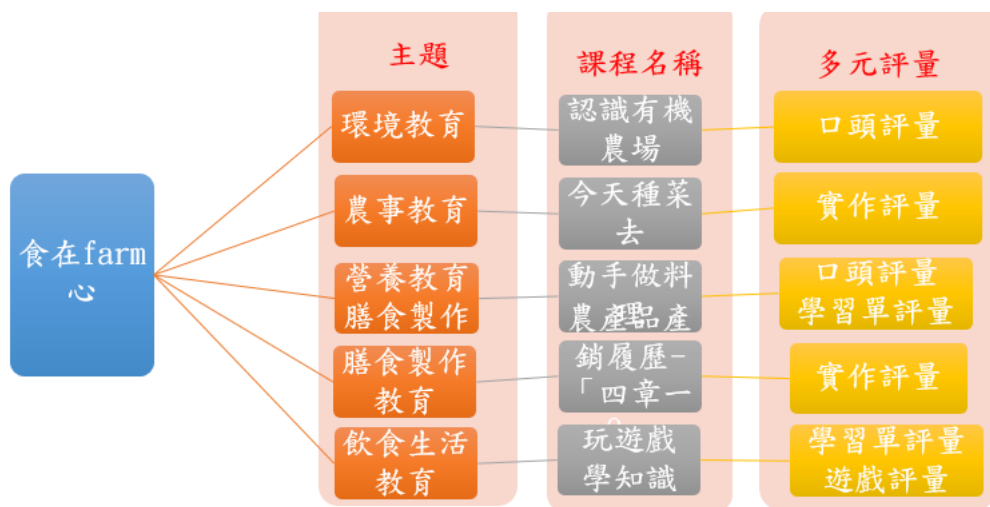 主題
課程名稱
多元評量
食在farm
心
環境教育
認識有機
農場
口頭評量
農事教育
今天種菜
去
實作評量
營養教育
膳食製作
動手做料
理
口頭評量
學習單評量
膳食製作
教育
農產品產
銷履歷-
「四章一
實作評量
飲食生活
教育
玩遊戲
學知識
學習單評量
遊戲評量